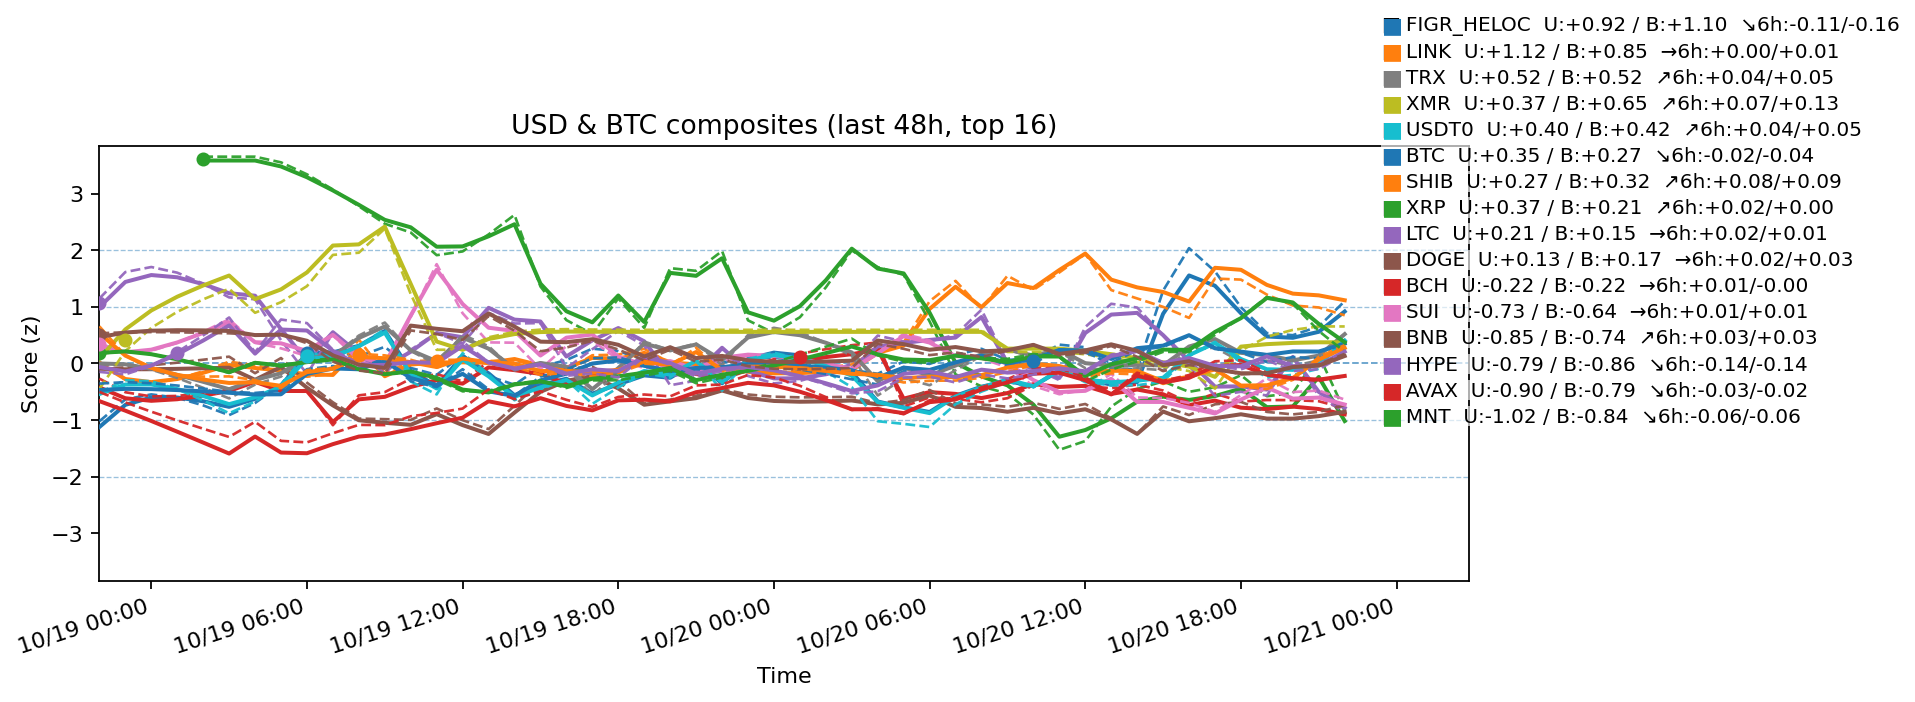 USD & BTC composites (last 48h, top 16)
FIGR_HELOC U:+0.92 / B:+1.10 ↘6h:-0.11/-0.16
LINK U:+1.12 / B:+0.85 →6h:+0.00/+0.01
TRX U:+0.52 / B:+0.52 ↗6h:+0.04/+0.05
XMR U:+0.37 / B:+0.65 ↗6h:+0.07/+0.13
USDT0 U:+0.40 / B:+0.42 ↗6h:+0.04/+0.05
BTC U:+0.35 / B:+0.27 ↘6h:-0.02/-0.04
SHIB U:+0.27 / B:+0.32 ↗6h:+0.08/+0.09
XRP U:+0.37 / B:+0.21 ↗6h:+0.02/+0.00
LTC U:+0.21 / B:+0.15 →6h:+0.02/+0.01
DOGE U:+0.13 / B:+0.17 →6h:+0.02/+0.03
BCH U:-0.22 / B:-0.22 →6h:+0.01/-0.00
SUI U:-0.73 / B:-0.64 →6h:+0.01/+0.01
BNB U:-0.85 / B:-0.74 ↗6h:+0.03/+0.03
HYPE U:-0.79 / B:-0.86 ↘6h:-0.14/-0.14
AVAX U:-0.90 / B:-0.79 ↘6h:-0.03/-0.02
MNT U:-1.02 / B:-0.84 ↘6h:-0.06/-0.06
Score (z)
3
2
1
0
−1
−2
−3
10/19 00:00
10/19 06:00
10/19 12:00
10/19 18:00
10/20 00:00
10/20 06:00
10/20 12:00
10/20 18:00
10/21 00:00
Time